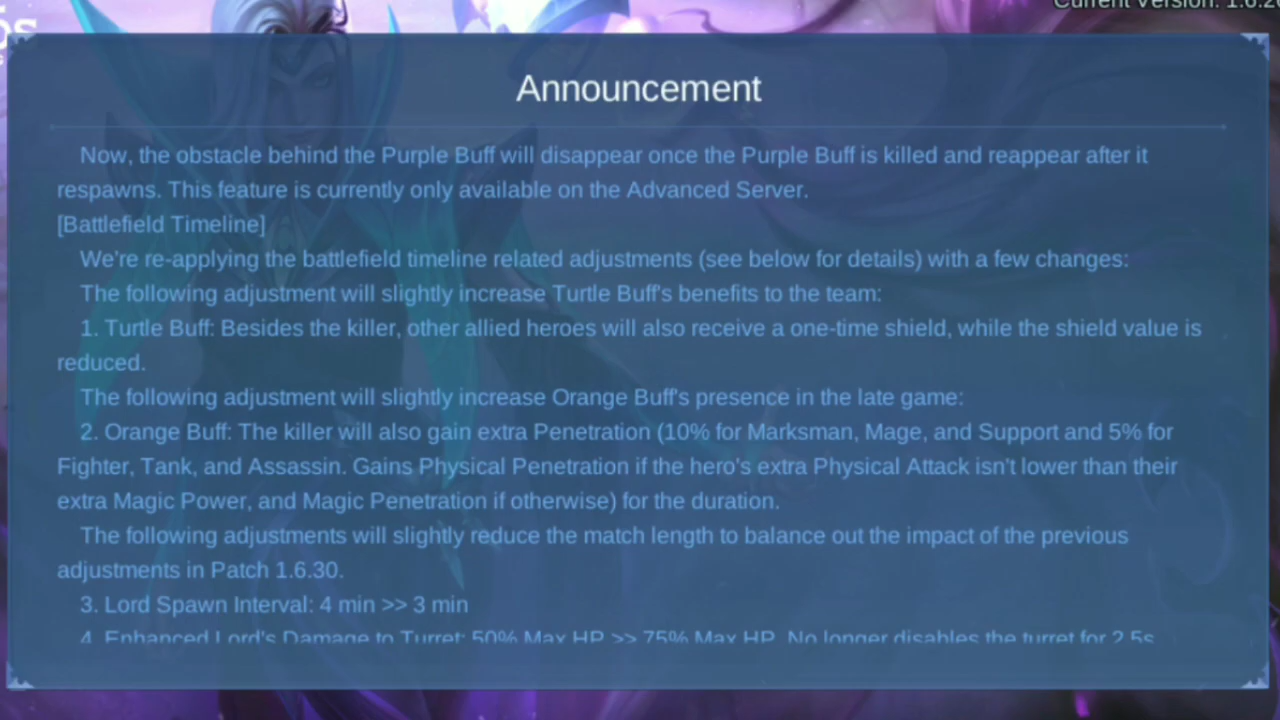 Current Version: 1.6.
Announcement
Now, the obstacle behind the Purple Buff will disappear once the Purple Buff is killed and reappear after it
respawns. This feature is currently only available on the Advanced Server.
[Battlefield Timeline]
We're re-applying the battlefield timeline related adjustments (see below for details) with a few changes:
The following adjustment will slightly increase Turtle Buff's benefits to the team:
1. Turtle Buff: Besides the killer, other allied heroes will also receive a one-time shield, while the shield value is
reduced.
The following adjustment will slightly increase Orange Buff's presence in the late game:
2. Orange Buff: The killer will also gain extra Penetration (10% for Marksman, Mage, and Support and 5% for
Fighter, Tank, and Assassin. Gains Physical Penetration if the hero's extra Physical Attack isn't lower than their
extra Magic Power, and Magic Penetration if otherwise) for the duration.
The following adjustments will slightly reduce the match length to balance out the impact of the previous
adjustments in Patch 1.6.30.
3. Lord Spawn Interval: 4 min >> 3 min
4. Enhanced Lord's Damage to Turret: 50% Max HP >> 75% Max HP. No longer disables the turret for 2.5s